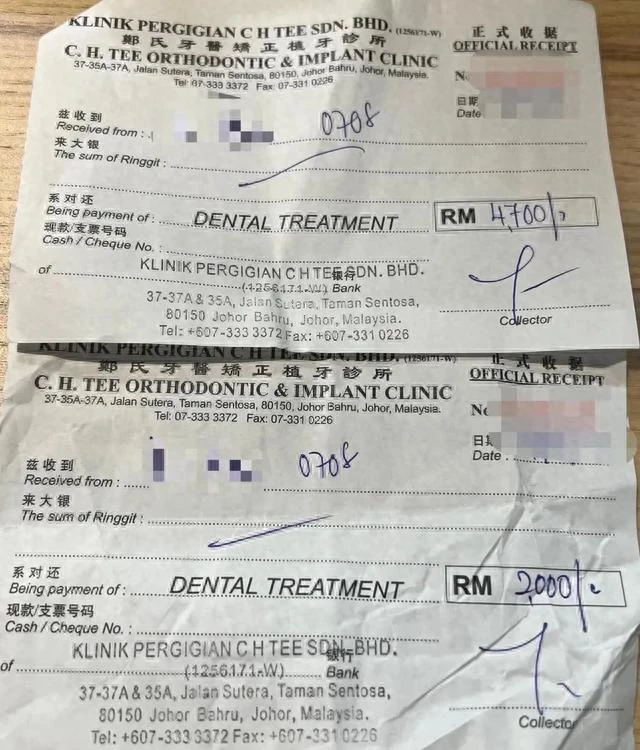 KLINIK PERGIGIAN C H TEE SDN. BHD. (1256171-W)
鄭氏牙醫矯正植牙診所
C. H. TEE ORTHODONTIC & IMPLANT CLINIC
37-35A-37A, Jalan Sutera, Taman Sentosa, 80150, Johor Bahru, Johor, Malaysia.
Tel: 07-333 3372 Fax: 07-331 0226
正式收据
OFFICIAL RECEIPT
日期
Date
兹收到
Received from : 0708
来大银
The sum of Ringgit :
系对还
Being payment of : DENTAL TREATMENT
RM 4,700/
现款/支票号码
Cash / Cheque No. :
KLINIK PERGIGIAN C H TEE SDN. BHD.
银行
of (1256171-W) Bank
37-37A & 35A, Jalan Sutera, Taman Sentosa,
80150 Johor Bahru, Johor, Malaysia.
Tel: +607-333 3372 Fax: +607-331 0226
Collector
KLINIK PERGIGIAN C H TEE SDN. BHD. (1256171-W)
鄭氏牙醫矯正植牙診所
C. H. TEE ORTHODONTIC & IMPLANT CLINIC
37-35A-37A, Jalan Sutera, Taman Sentosa, 80150, Johor Bahru, Johor, Malaysia.
Tel: 07-333 3372 Fax: 07-331 0226
正式收据
OFFICIAL RECEIPT
Date :
兹收到
Received from : 0708
来大银
The sum of Ringgit :
系对还
Being payment of : DENTAL TREATMENT
RM 2,000/
现款/支票号码
Cash / Cheque No. :
KLINIK PERGIGIAN C H TEE SDN. BHD.
银行
of (1256171-W) Bank
37-37A & 35A, Jalan Sutera, Taman Sentosa,
80150 Johor Bahru, Johor, Malaysia.
Tel: +607-333 3372 Fax: +607-331 0226
Collector